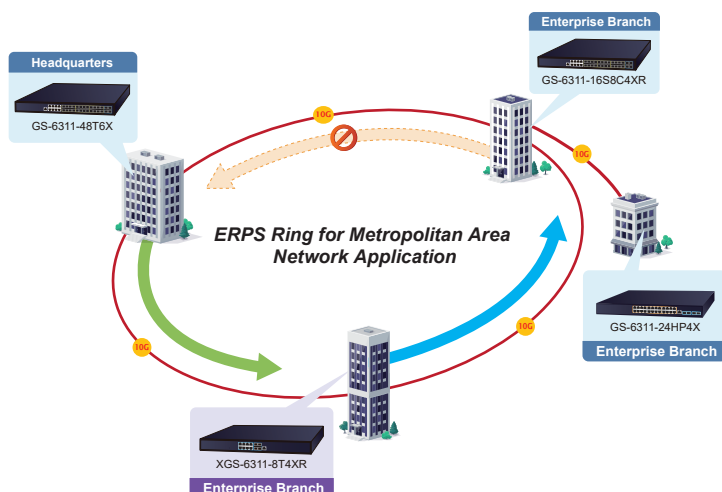 Enterprise Branch
GS-6311-16S8C4XR
Headquarters
GS-6311-48T6X
10G
10G
ERPS Ring for Metropolitan Area
Network Application
GS-6311-24HP4X
Enterprise Branch
10G
10G
XGS-6311-8T4XR
Enterprise Branch